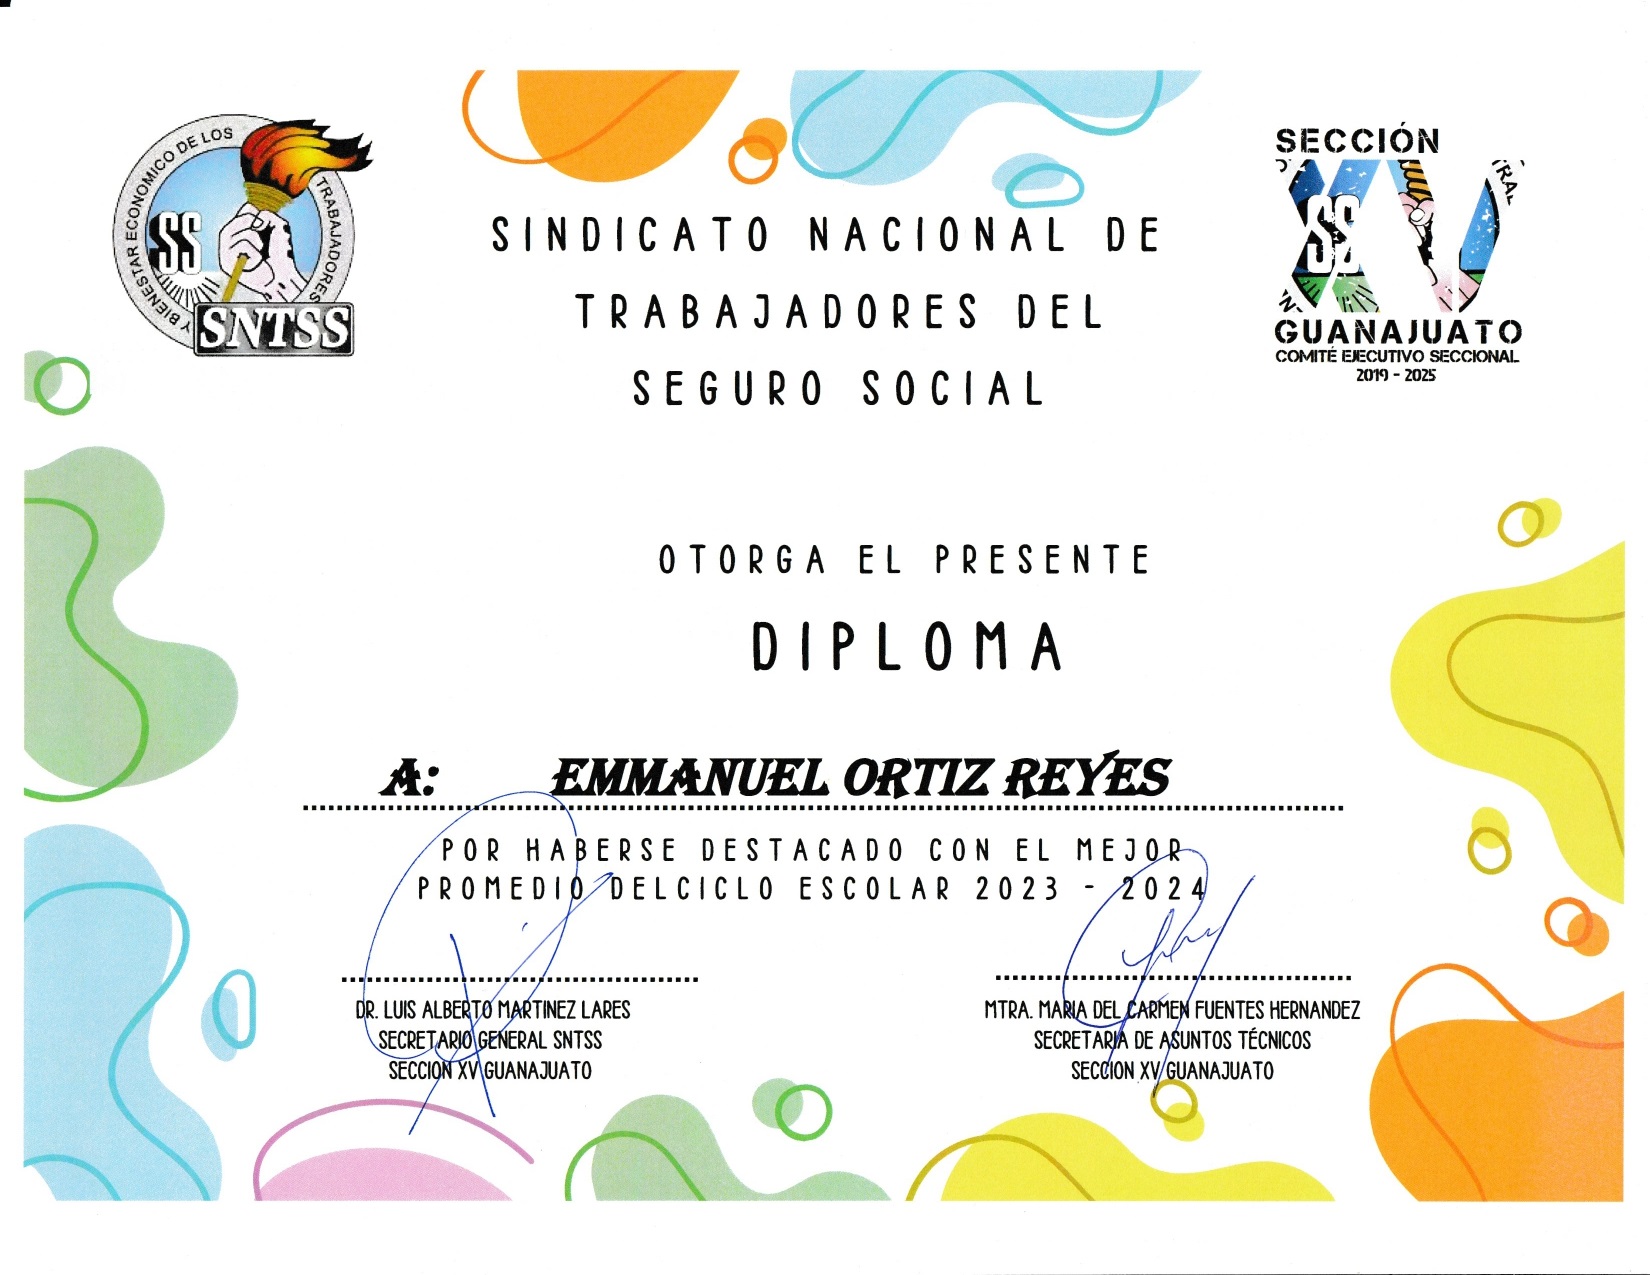 Y BIENESTAR ECONOMICO DE LOS TRABAJADORES
SS
SNTSS
SECCIÓN
XV
SS
GUANAJUATO
COMITÉ EJECUTIVO SECCIONAL
2019 - 2025
SINDICATO NACIONAL DE
TRABAJADORES DEL
SEGURO SOCIAL
OTORGA EL PRESENTE
DIPLOMA
A: EMMANUEL ORTIZ REYES
POR HABERSE DESTACADO CON EL MEJOR
PROMEDIO DELCICLO ESCOLAR 2023 - 2024
DR. LUIS ALBERTO MARTINEZ LARES
SECRETARIO GENERAL SNTSS
SECCION XV GUANAJUATO
MTRA. MARIA DEL CARMEN FUENTES HERNANDEZ
SECRETARIA DE ASUNTOS TÉCNICOS
SECCION XV GUANAJUATO